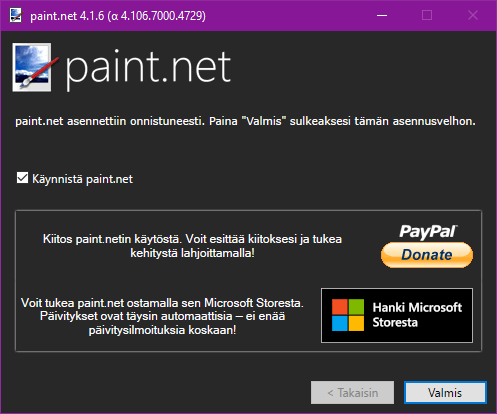 paint.net 4.1.6 (α 4.106.7000.4729)
paint.net
paint.net asennettiin onnistuneesti. Paina "Valmis" sulkeaksesi tämän asennusvelhon.
Käynnistä paint.net
Kiitos paint.netin käytöstä. Voit esittää kiitoksesi ja tukea
kehitystä lahjoittamalla!
PayPal
Donate
Voit tukea paint.net ostamalla sen Microsoft Storesta.
Päivitykset ovat täysin automaattisia – ei enää
päivitysilmoituksia koskaan!
Hanki Microsoft
Storesta
< Takaisin
Valmis